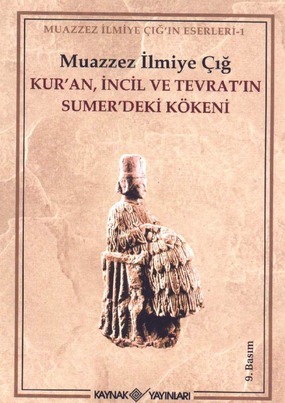 MUAZZEZ İLMİYE ÇIĞ'IN ESERLERİ-1
Muazzez İlmiye Çığ
KUR'AN, İNCİL VE TEVRAT'IN
SUMER'DEKİ KÖKENİ
9. Basım
KAYNAK YAYINLARI